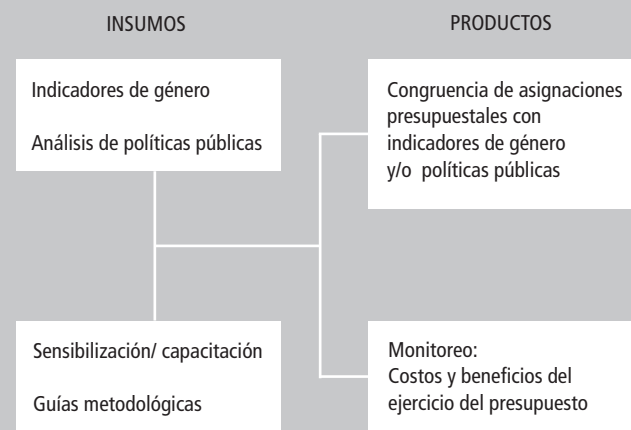 INSUMOS
Indicadores de género
Análisis de políticas públicas
Sensibilización/ capacitación
Guías metodológicas
PRODUCTOS
Congruencia de asignaciones
presupuestales con
indicadores de género
y/o políticas públicas
Monitoreo:
Costos y beneficios del
ejercicio del presupuesto